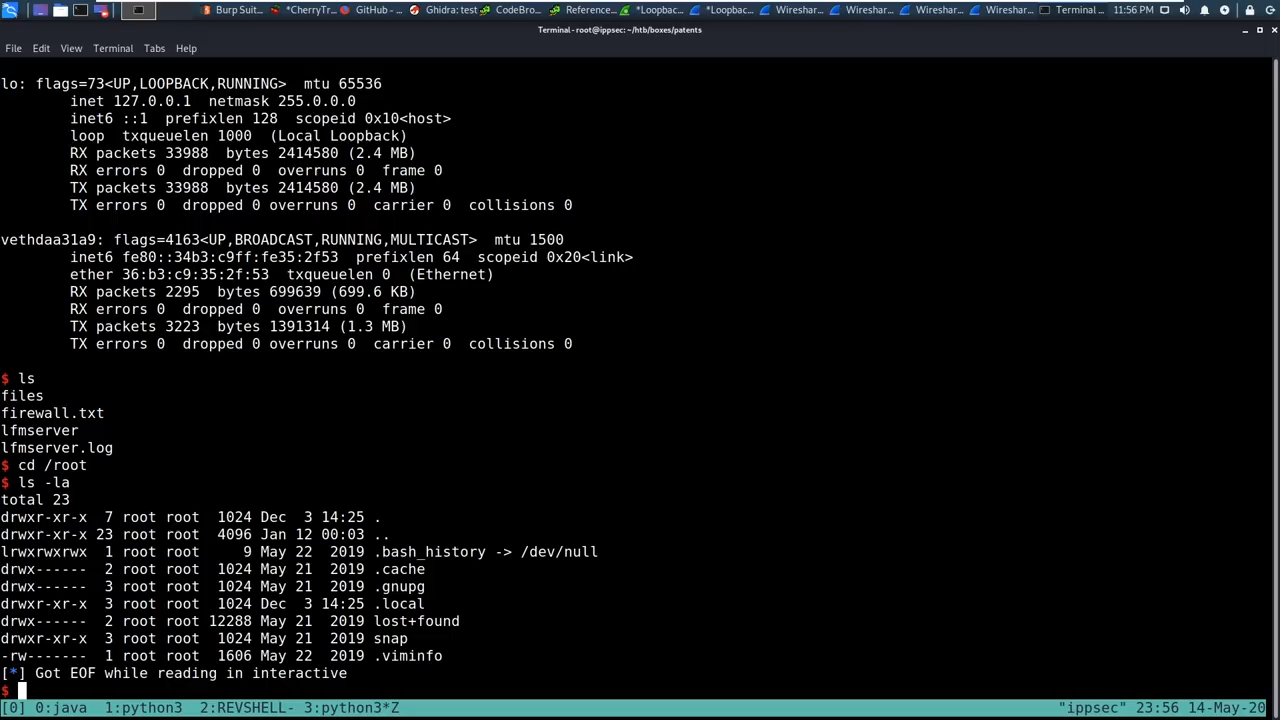 Burp Suit...
*CherryTr...
GitHub - ...
Ghidra: test...
CodeBro...
Reference...
*Loopbac...
*Loopbac...
Wireshar...
Wireshar...
Wireshar...
Wireshar...
Terminal ...
11:56 PM
Terminal - root@ippsec: ~/htb/boxes/patents
File Edit View Terminal Tabs Help
lo: flags=73<UP,LOOPBACK,RUNNING>  mtu 65536
        inet 127.0.0.1  netmask 255.0.0.0
        inet6 ::1  prefixlen 128  scopeid 0x10<host>
        loop  txqueuelen 1000  (Local Loopback)
        RX packets 33988  bytes 2414580 (2.4 MB)
        RX errors 0  dropped 0  overruns 0  frame 0
        TX packets 33988  bytes 2414580 (2.4 MB)
        TX errors 0  dropped 0 overruns 0  carrier 0  collisions 0
vethdaa31a9: flags=4163<UP,BROADCAST,RUNNING,MULTICAST>  mtu 1500
        inet6 fe80::34b3:c9ff:fe35:2f53  prefixlen 64  scopeid 0x20<link>
        ether 36:b3:c9:35:2f:53  txqueuelen 0  (Ethernet)
        RX packets 2295  bytes 699639 (699.6 KB)
        RX errors 0  dropped 0  overruns 0  frame 0
        TX packets 3223  bytes 1391314 (1.3 MB)
        TX errors 0  dropped 0 overruns 0  carrier 0  collisions 0
$ ls
files
firewall.txt
lfmserver
lfmserver.log
$ cd /root
$ ls -la
total 23
drwxr-xr-x  7 root root  1024 Dec  3 14:25 .
drwxr-xr-x 23 root root  4096 Jan 12 00:03 ..
lrwxrwxrwx  1 root root     9 May 22  2019 .bash_history -> /dev/null
drwx------  2 root root  1024 May 21  2019 .cache
drwx------  3 root root  1024 May 21  2019 .gnupg
drwxr-xr-x  3 root root  1024 Dec  3 14:25 .local
drwx------  2 root root 12288 May 21  2019 lost+found
drwxr-xr-x  3 root root  1024 May 21  2019 snap
-rw-------  1 root root  1606 May 22  2019 .viminfo
[*] Got EOF while reading in interactive
$
[0] 0:java  1:python3  2:REVSHELL- 3:python3*Z "ippsec" 23:56 14-May-20